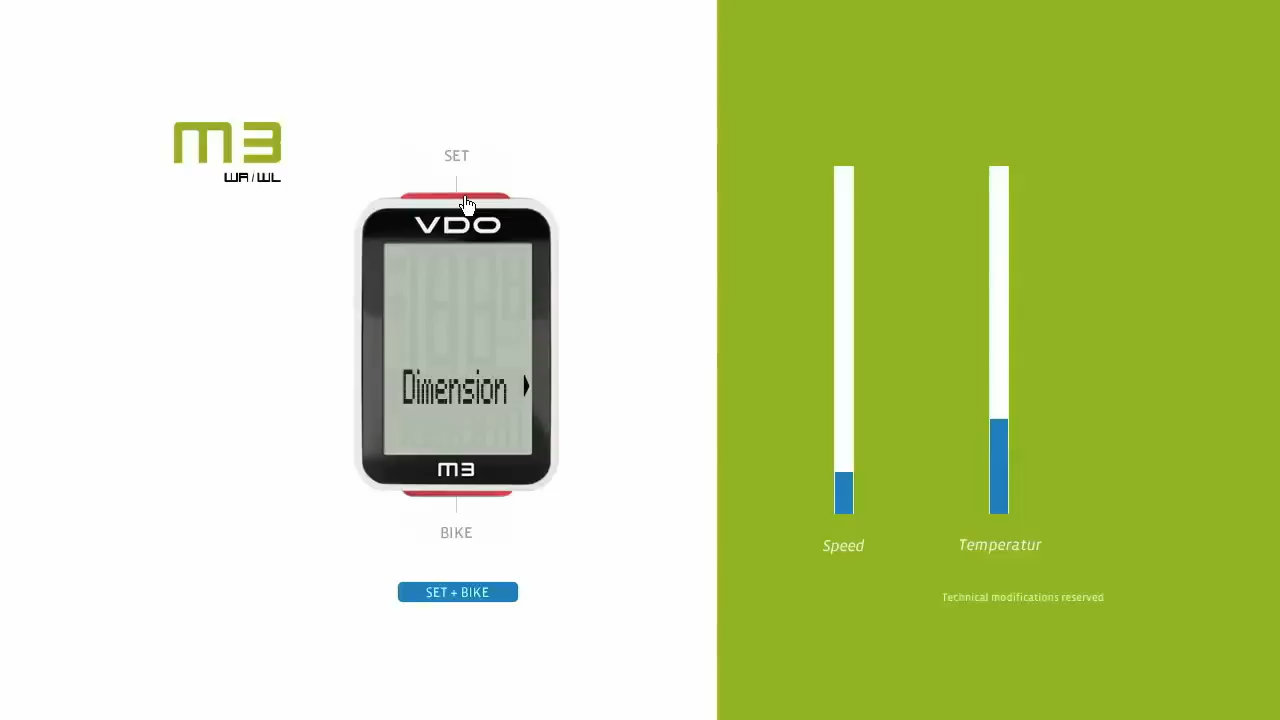 M3
WA/WL
SET
VDO
Dimension
M3
BIKE
SET + BIKE
Speed
Temperatur
Technical modifications reserved